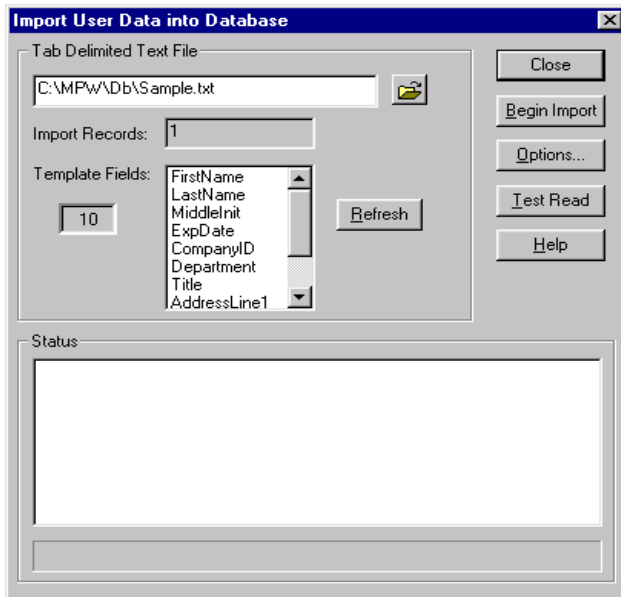 Import User Data into Database
Tab Delimited Text File
C:\MPW\Db\Sample.txt
Import Records:
1
Template Fields:
10
FirstName
LastName
MiddleInit
ExpDate
CompanyID
Department
Title
AddressLine1
Refresh
Close
Begin Import
Options...
Test Read
Help
Status